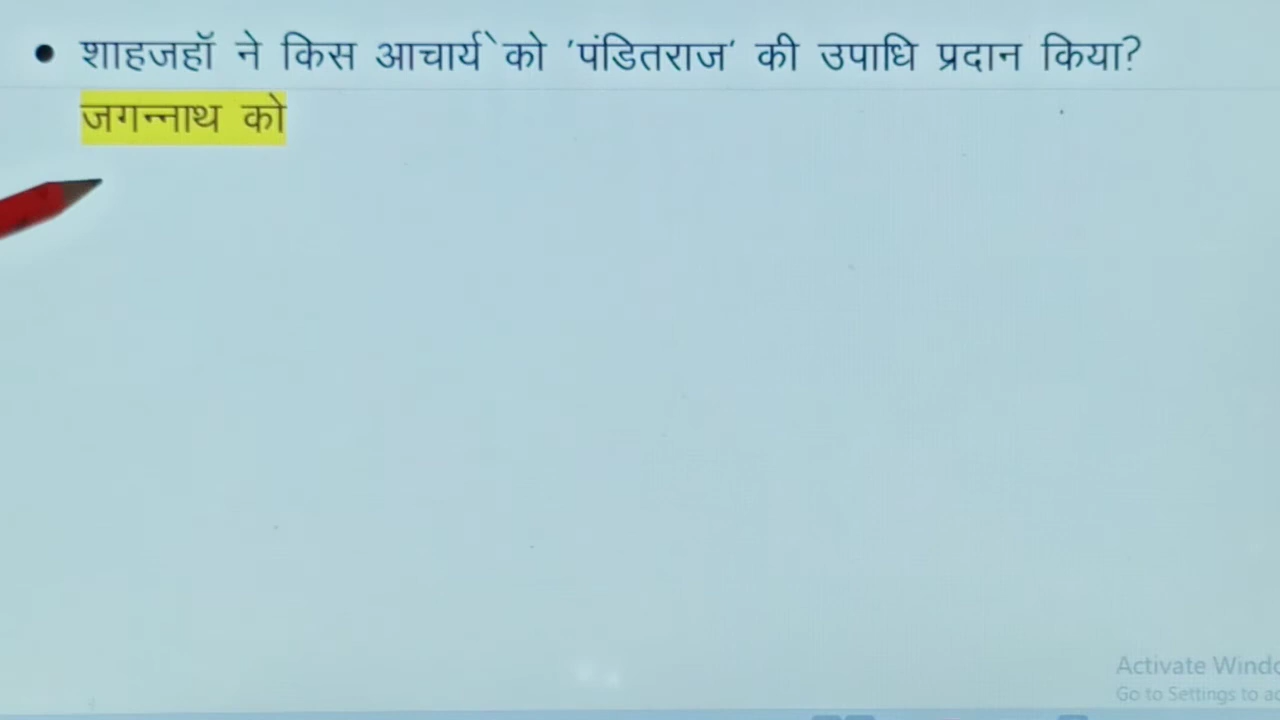 • शाहजहॉ ने किस आचार्य`को 'पंडितराज' की उपाधि प्रदान किया?
जगन्नाथ को
Activate Windo
Go to Settings to ac